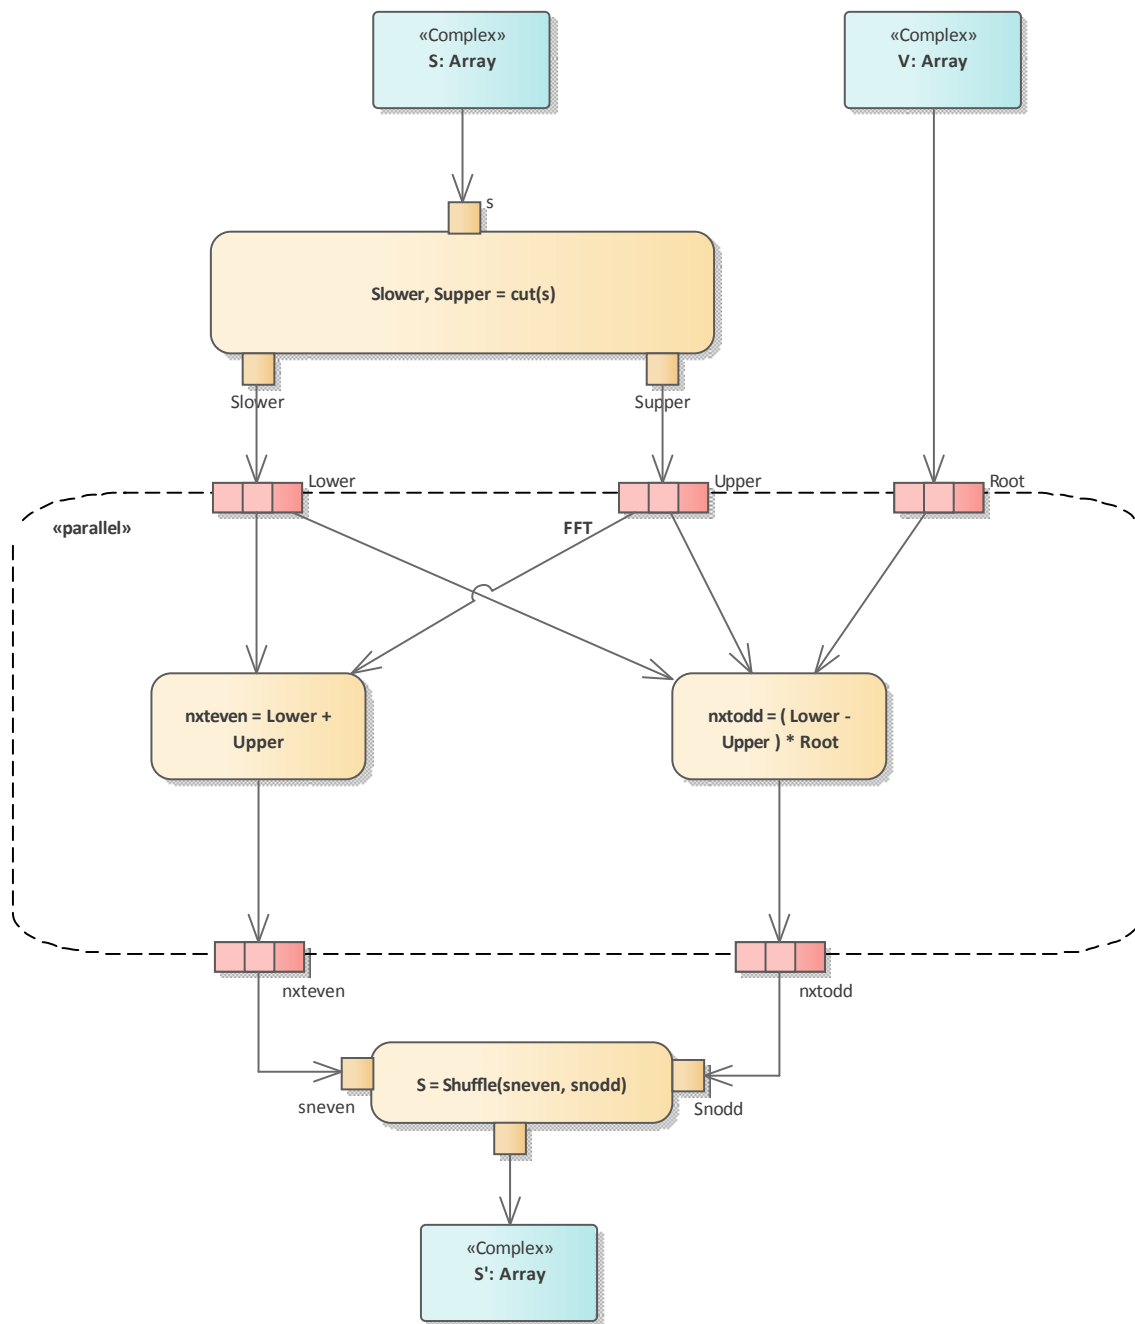 «Complex»
S: Array
«Complex»
V: Array
s
Slower, Supper = cut(s)
Slower
Supper
Lower
Upper
Root
«parallel»
FFT
nxteven = Lower +
Upper
nxtodd = ( Lower -
Upper ) * Root
nxteven
nxtodd
S = Shuffle(sneven, snodd)
sneven
Snodd
«Complex»
S': Array